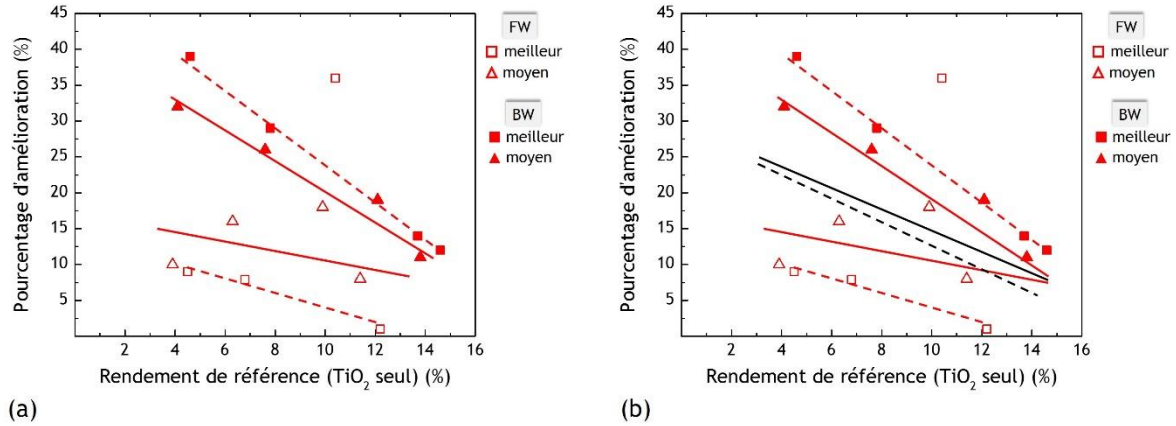 Pourcentage d'amélioration (%)
45
40
35
30
25
20
15
10
5
2
4
6
8
10
12
14
16
Rendement de référence (TiO2 seul) (%)
FW
meilleur
moyen
BW
meilleur
moyen
(a)
Pourcentage d'amélioration (%)
45
40
35
30
25
20
15
10
5
2
4
6
8
10
12
14
16
Rendement de référence (TiO2 seul) (%)
FW
meilleur
moyen
BW
meilleur
moyen
(b)